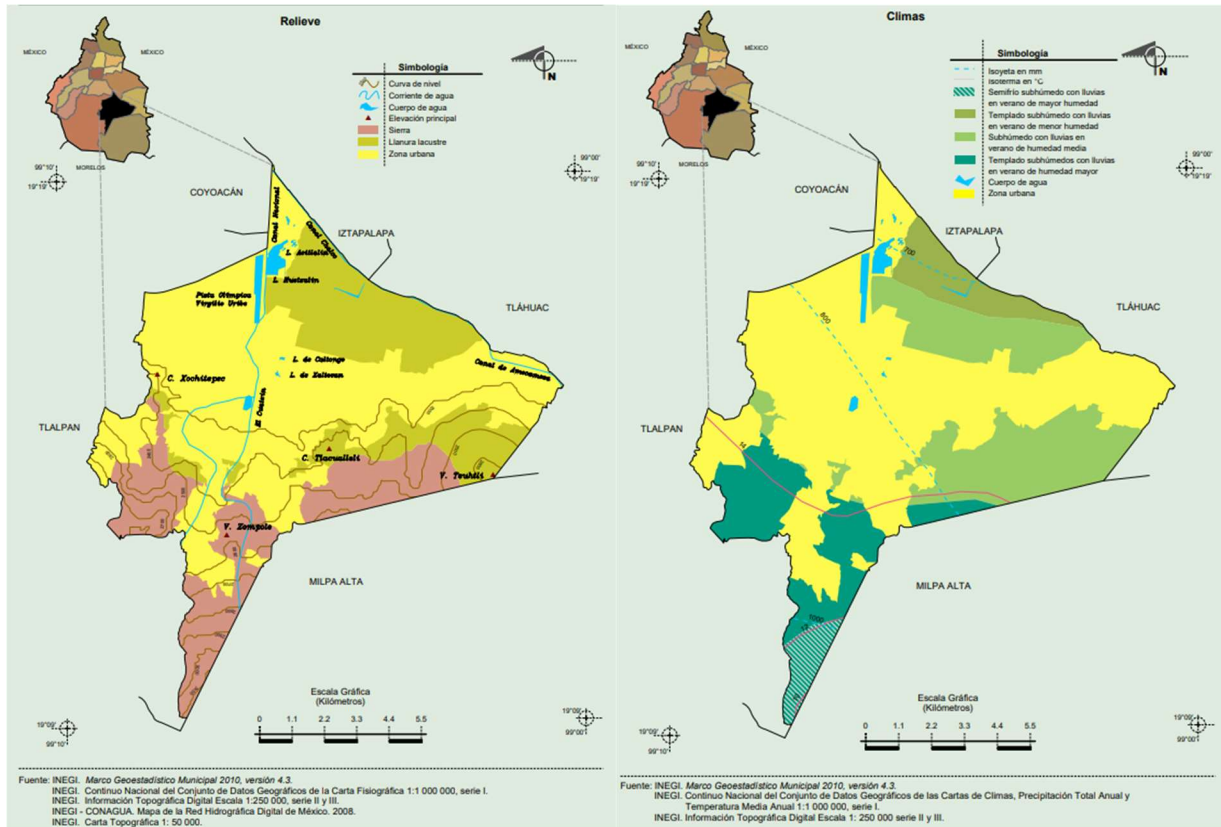 Relieve
MÉXICO
MÉXICO
MORELOS
N
Simbología
Curva de nivel
Corriente de agua
Cuerpo de agua
Elevación principal
Sierra
Llanura lacustre
Zona urbana
99°10'
19°19'
99°00'
19°19'
COYOACÁN
IZTAPALAPA
TLÁHUAC
TLALPAN
MILPA ALTA
Canal Nacional
Canal Chalco
L. Huetzalin
Pista Olímpica
Virgilio Uribe
L. de Caltongo
L. de Xaltocan
Canal de Amecameca
C. Xochitepec
C. Tlacuallelt
V. Teuhtli
V. Zompole
Escala Gráfica
(Kilómetros)
0 1.1 2.2 3.3 4.4 5.5
19°09'
99°10'
19°09'
99°00'
Fuente: INEGI. Marco Geoestadístico Municipal 2010, versión 4.3.
INEGI. Continuo Nacional del Conjunto de Datos Geográficos de la Carta Fisiográfica 1:1 000 000, serie I.
INEGI. Información Topográfica Digital Escala 1:250 000, serie II y III.
INEGI - CONAGUA. Mapa de la Red Hidrográfica Digital de México. 2008.
INEGI. Carta Topográfica 1: 50 000.
Climas
MÉXICO
MÉXICO
MORELOS
N
Simbología
Isoyeta en mm
isoterma en °C
Semifrío subhúmedo con lluvias
en verano de mayor humedad
Templado subhúmedo con lluvias
en verano de menor humedad
Subhúmedo con lluvias en
verano de humedad media
Templado subhúmedos con lluvias
en verano de humedad mayor
Cuerpo de agua
Zona urbana
99°10'
19°19'
99°00'
19°19'
COYOACÁN
IZTAPALAPA
TLÁHUAC
TLALPAN
MILPA ALTA
700
800
14
1000
Escala Gráfica
(Kilómetros)
0 1.1 2.2 3.3 4.4 5.5
19°09'
99°10'
19°09'
99°00'
Fuente: INEGI. Marco Geoestadístico Municipal 2010, versión 4.3.
INEGI. Continuo Nacional del Conjunto de Datos Geográficos de las Cartas de Climas, Precipitación Total Anual y
Temperatura Media Anual 1:1 000 000, serie I.
INEGI. Información Topográfica Digital Escala 1: 250 000 serie II y III.